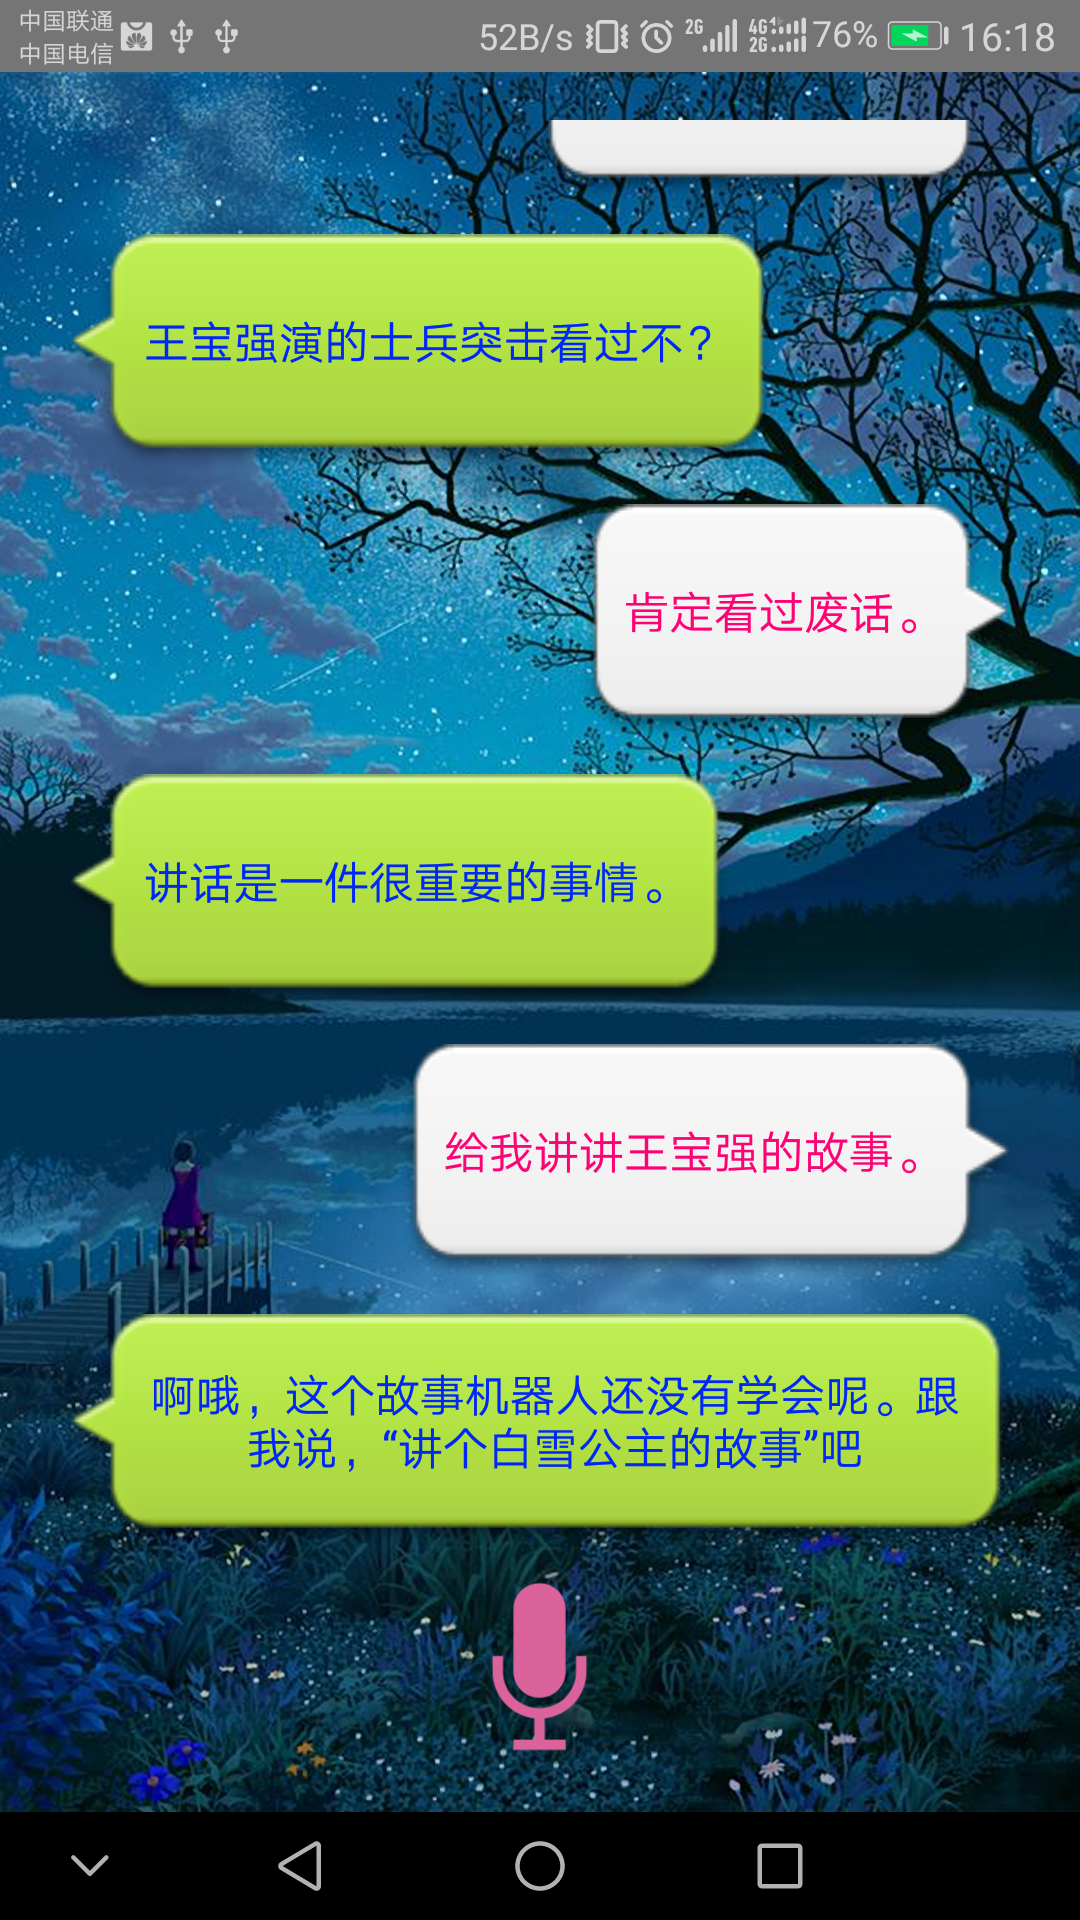 中国联通
中国电信
52B/s
2G
4G
2G
76%
16:18
王宝强演的士兵突击看过不？
肯定看过废话。
讲话是一件很重要的事情。
给我讲讲王宝强的故事。
啊哦，这个故事机器人还没有学会呢。跟
我说，“讲个白雪公主的故事”吧